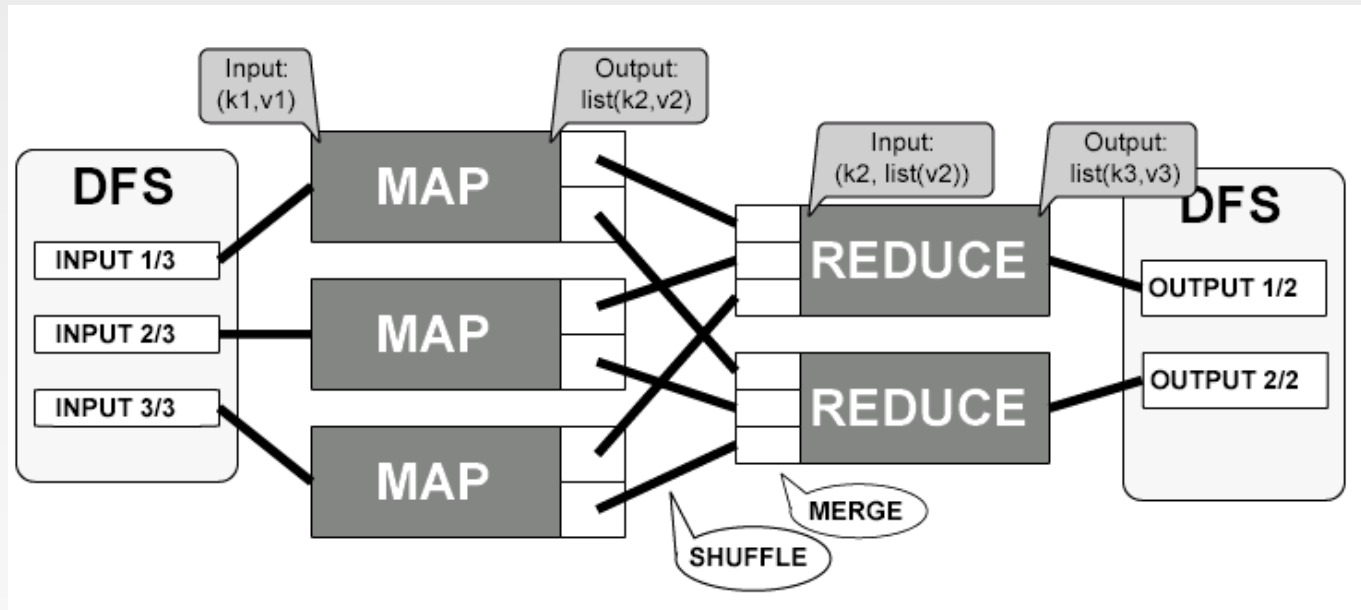 Input:
(k1,v1)
Output:
list(k2,v2)
Input:
(k2, list(v2))
Output:
list(k3,v3)
DFS
INPUT 1/3
INPUT 2/3
INPUT 3/3
MAP
MAP
MAP
REDUCE
REDUCE
DFS
OUTPUT 1/2
OUTPUT 2/2
MERGE
SHUFFLE